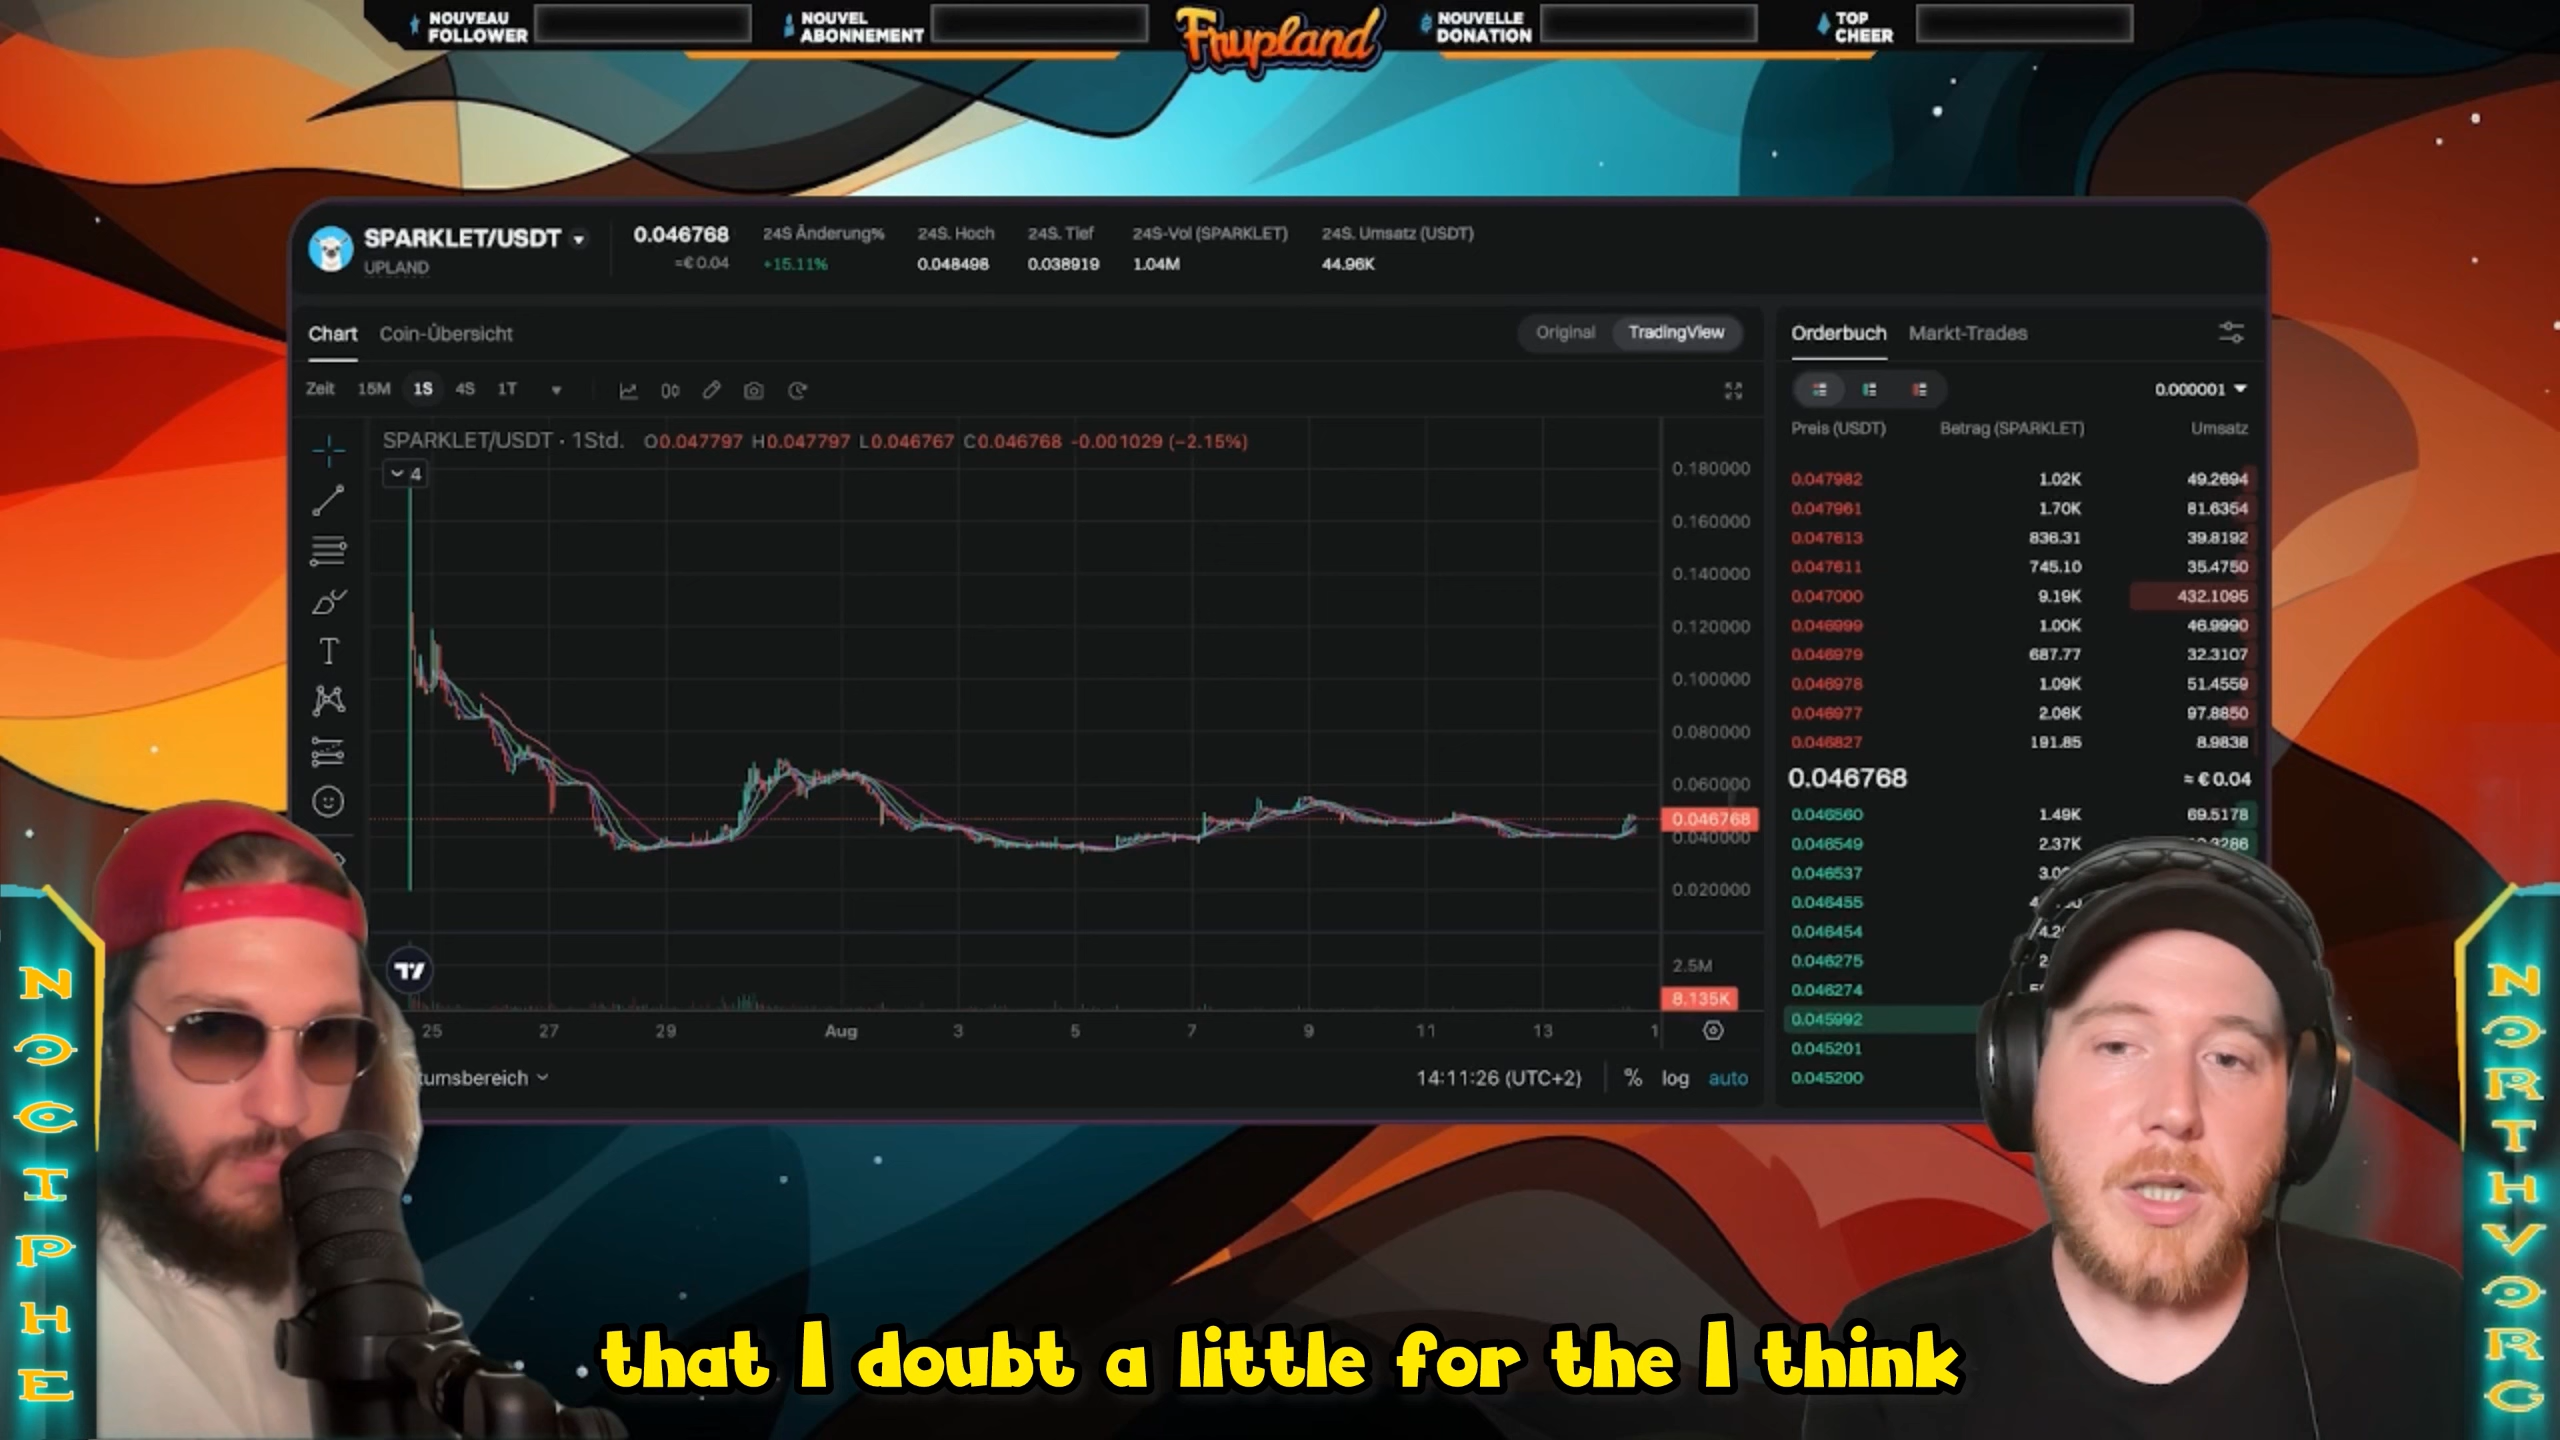 NOUVEAU
FOLLOWER
NOUVEL
ABONNEMENT
Frupland
NOUVELLE
DONATION
TOP
CHEER
SPARKLET/USDT
UPLAND
0.046768
≈€0.04
24S Änderung%
+15.11%
24S. Hoch
0.048498
24S. Tief
0.038919
24S-Vol (SPARKLET)
1.04M
24S. Umsatz (USDT)
44.96K
Chart Coin-Übersicht
Original TradingView
Zeit 15M 1S 4S 1T
SPARKLET/USDT · 1Std. O0.047797 H0.047797 L0.046767 C0.046768 -0.001029 (−2.15%)
4
0.180000
0.160000
0.140000
0.120000
0.100000
0.080000
0.060000
0.046768
0.040000
0.020000
2.5M
8.135K
25 27 29 Aug 3 5 7 9 11 13 1
tumsbereich
14:11:26 (UTC+2) % log auto
Orderbuch Markt-Trades
0.000001
Preis (USDT) Betrag (SPARKLET) Umsatz
0.047982 1.02K 49.2694
0.047961 1.70K 81.6354
0.047613 836.31 39.8192
0.047611 745.10 35.4750
0.047000 9.19K 432.1095
0.046999 1.00K 46.9990
0.046979 687.77 32.3107
0.046978 1.09K 51.4559
0.046977 2.08K 97.8850
0.046827 191.85 8.9838
0.046768 ≈ €0.04
0.046560 1.49K 69.5178
0.046549 2.37K
0.046537
0.046455
0.046454
0.046275
0.046274
0.045992
0.045201
0.045200
NOCIPHE
NORTHVORG
that I doubt a little for the I think